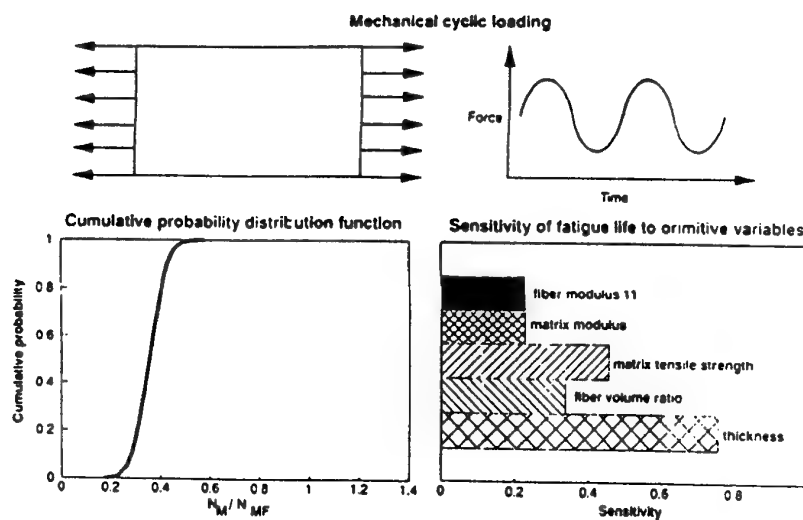 Mechanical cyclic loading
Force
Time
Cumulative probability distribution function
Cumulative probability
1
0 8
0 6
0 4
0 2
0
0
0.2
0.4
0.6
0.8
1.0
1.2
1.4
N_M / N_MF
Sensitivity of fatigue life to orimitive variables
fiber modulus 11
matrix modulus
matrix tensile strength
fiber volume ratio
thickness
0
0.2
0.4
0.6
0 8
Sensitivity